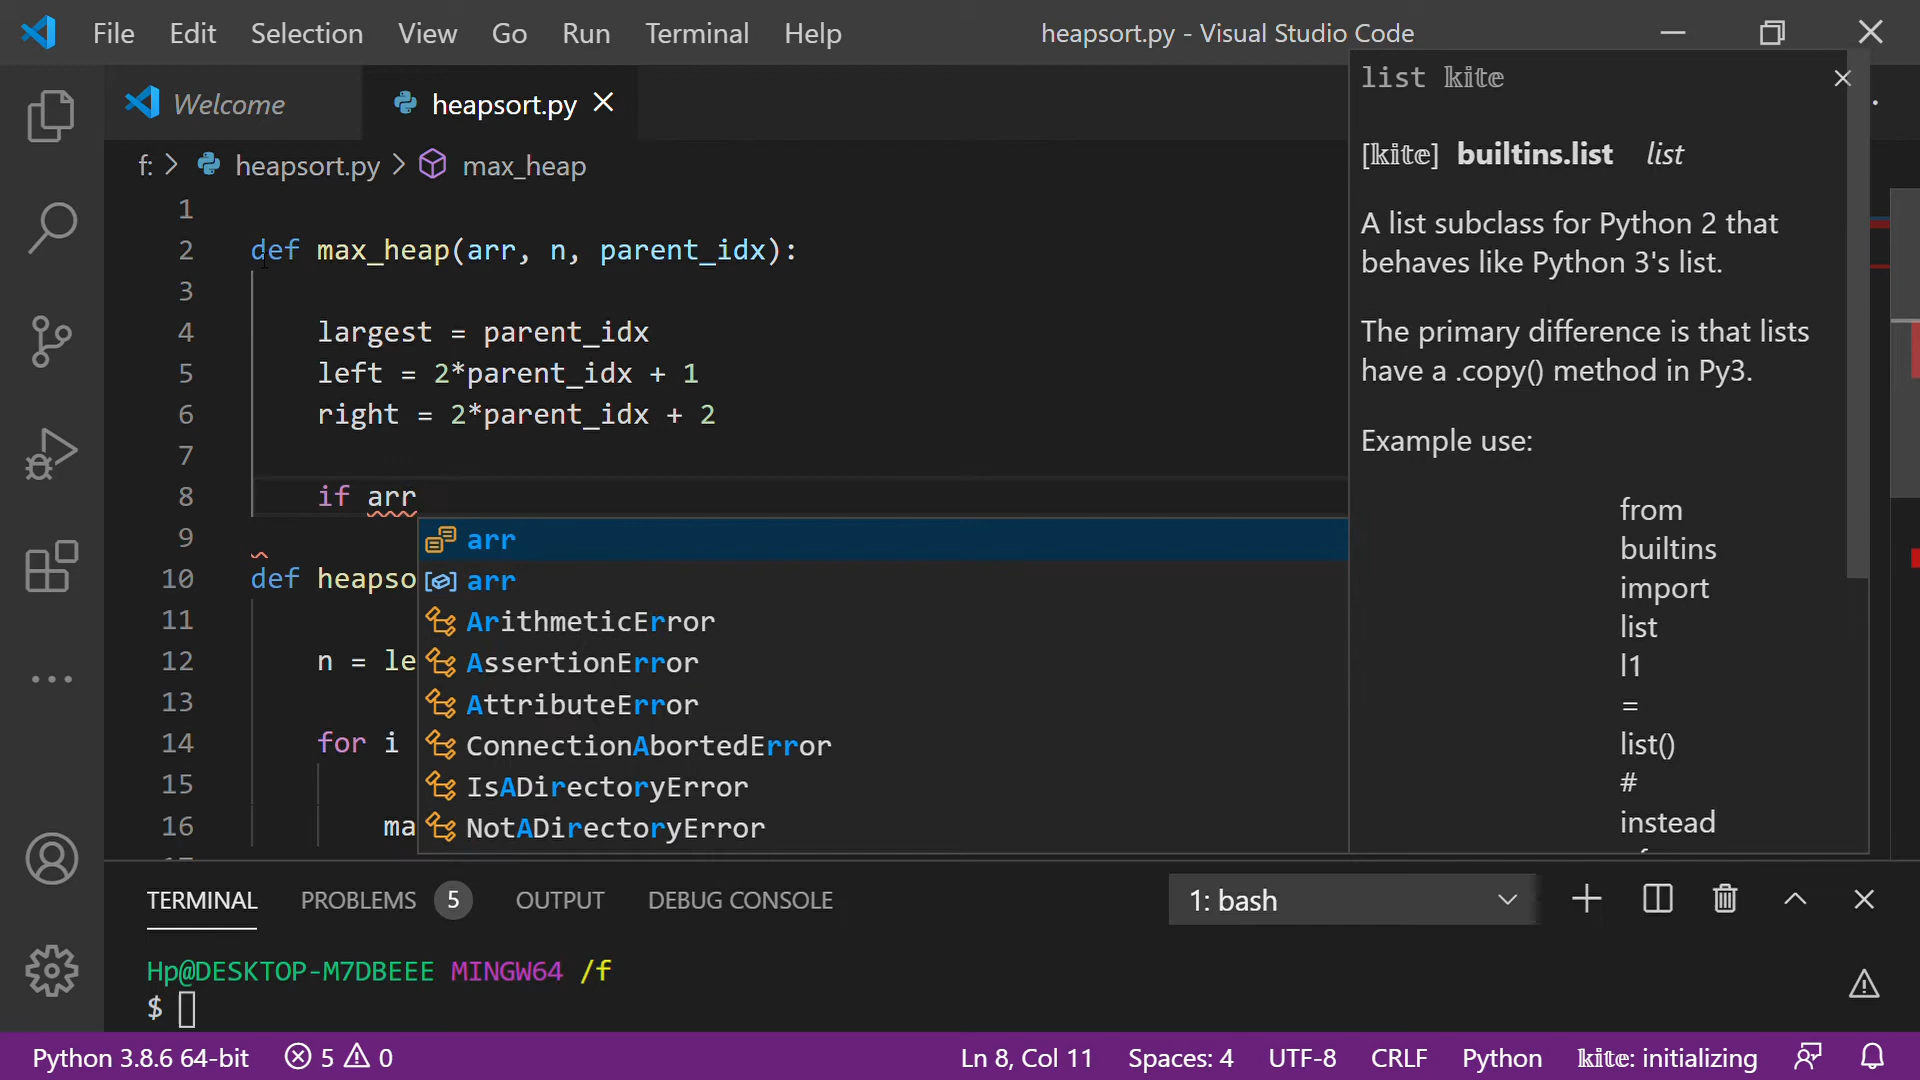 File Edit Selection View Go Run Terminal Help heapsort.py - Visual Studio Code
Welcome heapsort.py
f: > heapsort.py > max_heap
1
2 def max_heap(arr, n, parent_idx):
3
4 largest = parent_idx
5 left = 2*parent_idx + 1
6 right = 2*parent_idx + 2
7
8 if arr
9
10 def heapso
11
12 n = le
13
14 for i
15
16 ma
arr
arr
ArithmeticError
AssertionError
AttributeError
ConnectionAbortedError
IsADirectoryError
NotADirectoryError
list kite
[kite] builtins.list list
A list subclass for Python 2 that
behaves like Python 3's list.
The primary difference is that lists
have a .copy() method in Py3.
Example use:
from
builtins
import
list
l1
=
list()
#
instead
TERMINAL PROBLEMS 5 OUTPUT DEBUG CONSOLE 1: bash
Hp@DESKTOP-M7DBEEE MINGW64 /f
$
Python 3.8.6 64-bit 5 0 Ln 8, Col 11 Spaces: 4 UTF-8 CRLF Python kite: initializing